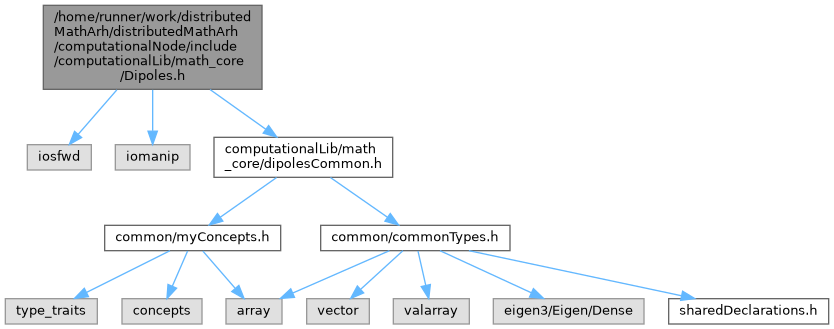 /home/runner/work/distributed
MathArh/distributedMathArh
/computationalNode/include
/computationalLib/math_core
/Dipoles.h
iosfwd
iomanip
computationalLib/math
_core/dipolesCommon.h
common/myConcepts.h
common/commonTypes.h
type_traits
concepts
array
vector
valarray
eigen3/Eigen/Dense
sharedDeclarations.h